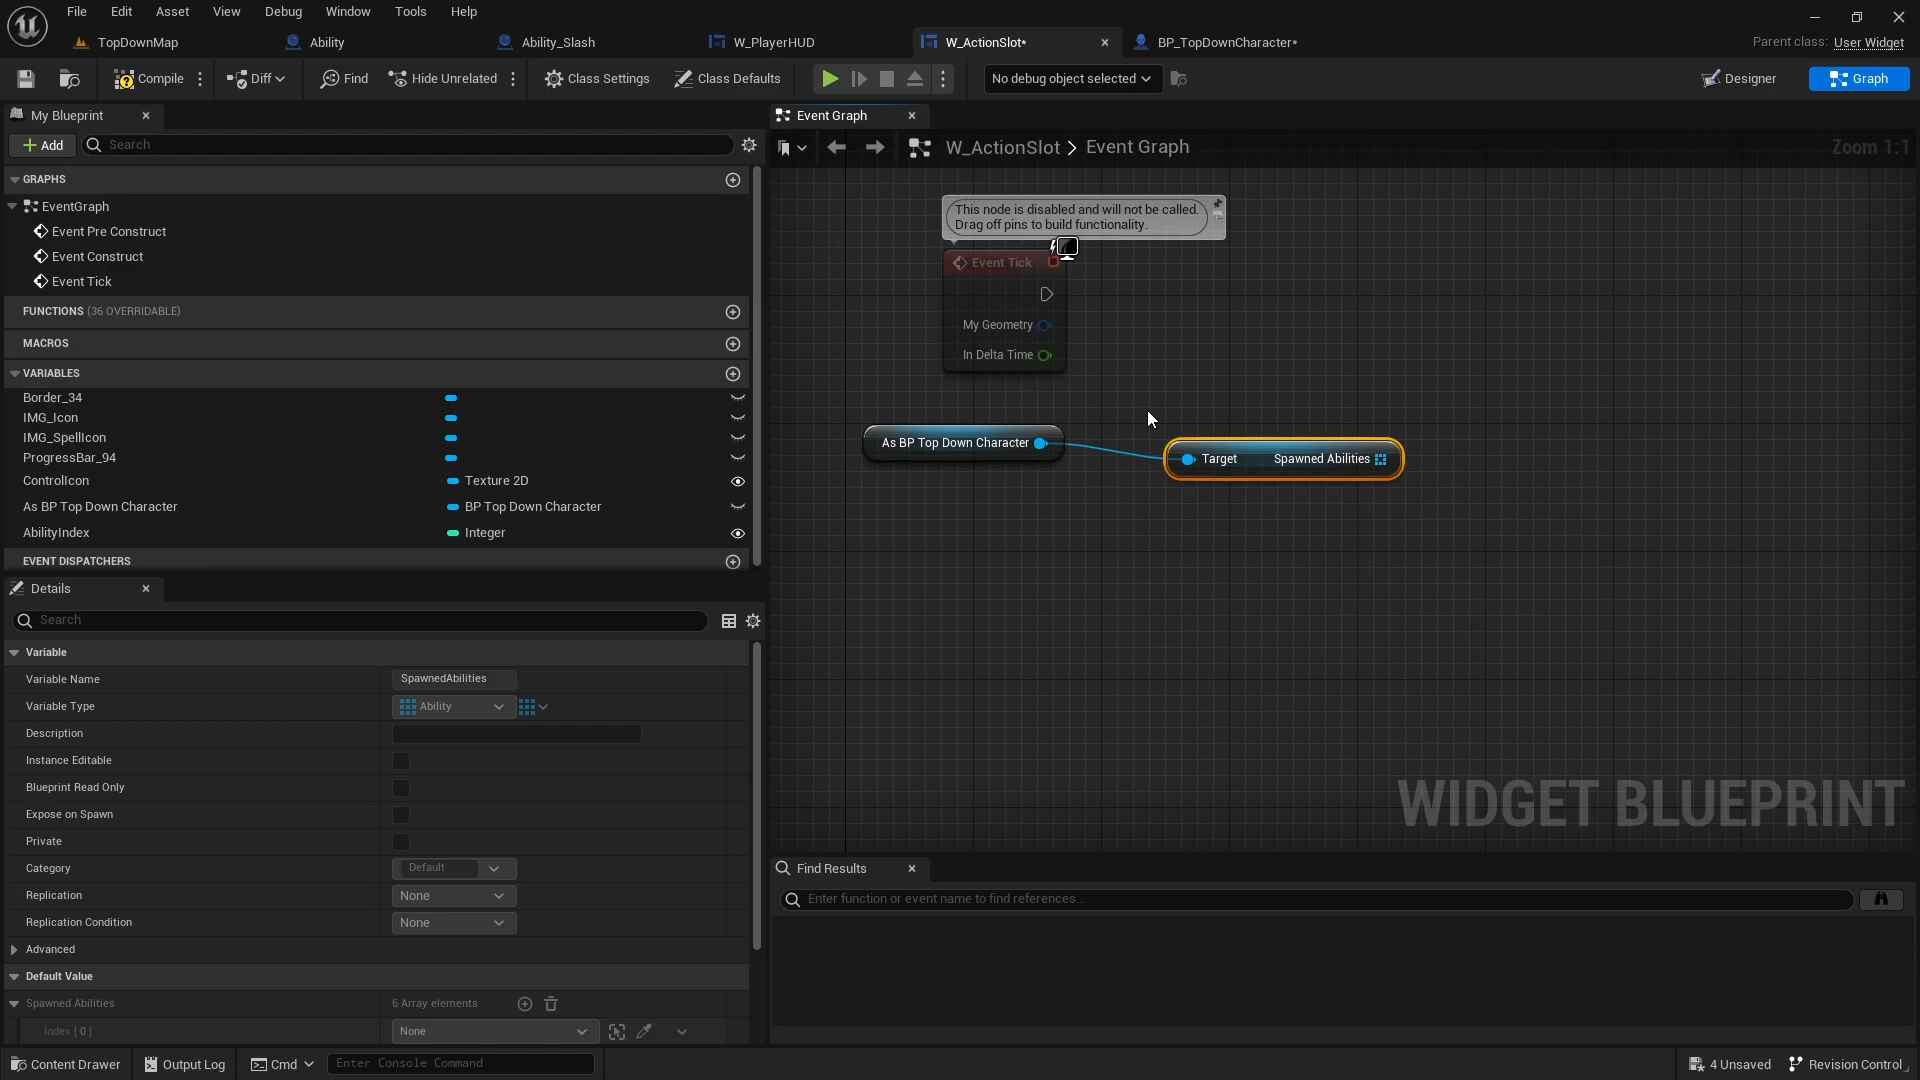 File Edit Asset View Debug Window Tools Help
TopDownMap Ability Ability_Slash W_PlayerHUD W_ActionSlot* BP_TopDownCharacter* Parent class: User Widget
Compile Diff Find Hide Unrelated Class Settings Class Defaults No debug object selected Designer Graph
My Blueprint
Add Search
GRAPHS
EventGraph
Event Pre Construct
Event Construct
Event Tick
FUNCTIONS (36 OVERRIDABLE)
MACROS
VARIABLES
Border_34
IMG_Icon
IMG_SpellIcon
ProgressBar_94
ControlIcon Texture 2D
As BP Top Down Character BP Top Down Character
AbilityIndex Integer
EVENT DISPATCHERS
Details
Search
Variable
Variable Name SpawnedAbilities
Variable Type Ability
Description
Instance Editable
Blueprint Read Only
Expose on Spawn
Private
Category Default
Replication None
Replication Condition None
Advanced
Default Value
Spawned Abilities 6 Array elements
Index [ 0 ] None
Event Graph
W_ActionSlot > Event Graph Zoom 1:1
This node is disabled and will not be called.
Drag off pins to build functionality.
Event Tick
My Geometry
In Delta Time
As BP Top Down Character
Target Spawned Abilities
WIDGET BLUEPRINT
Find Results
Enter function or event name to find references...
Content Drawer Output Log Cmd Enter Console Command 4 Unsaved Revision Control